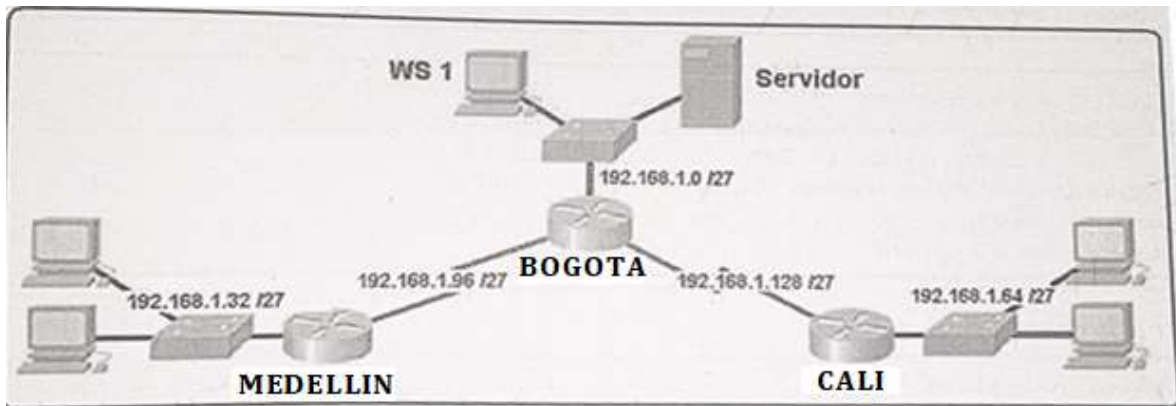 WS 1
Servidor
192.168.1.0 /27
BOGOTA
192.168.1.96 /27
192.168.1.128 /27
192.168.1.32 /27
192.168.1.64 /27
MEDELLIN
CALI